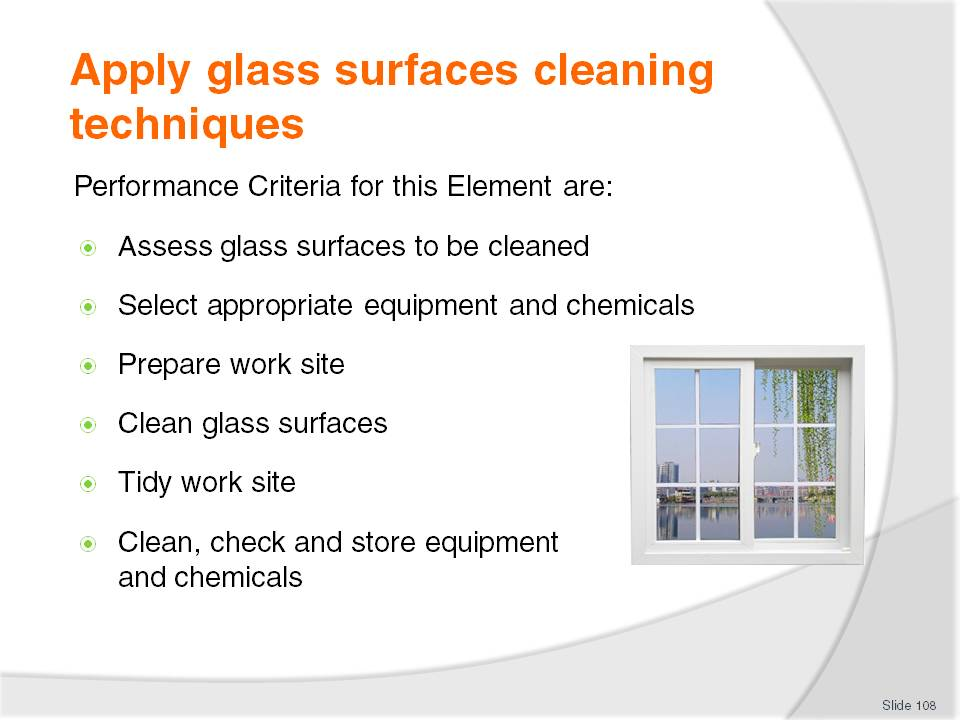 Apply glass surfaces cleaning
techniques
Performance Criteria for this Element are:
Assess glass surfaces to be cleaned
Select appropriate equipment and chemicals
Prepare work site
Clean glass surfaces
Tidy work site
Clean, check and store equipment
and chemicals
Slide 108